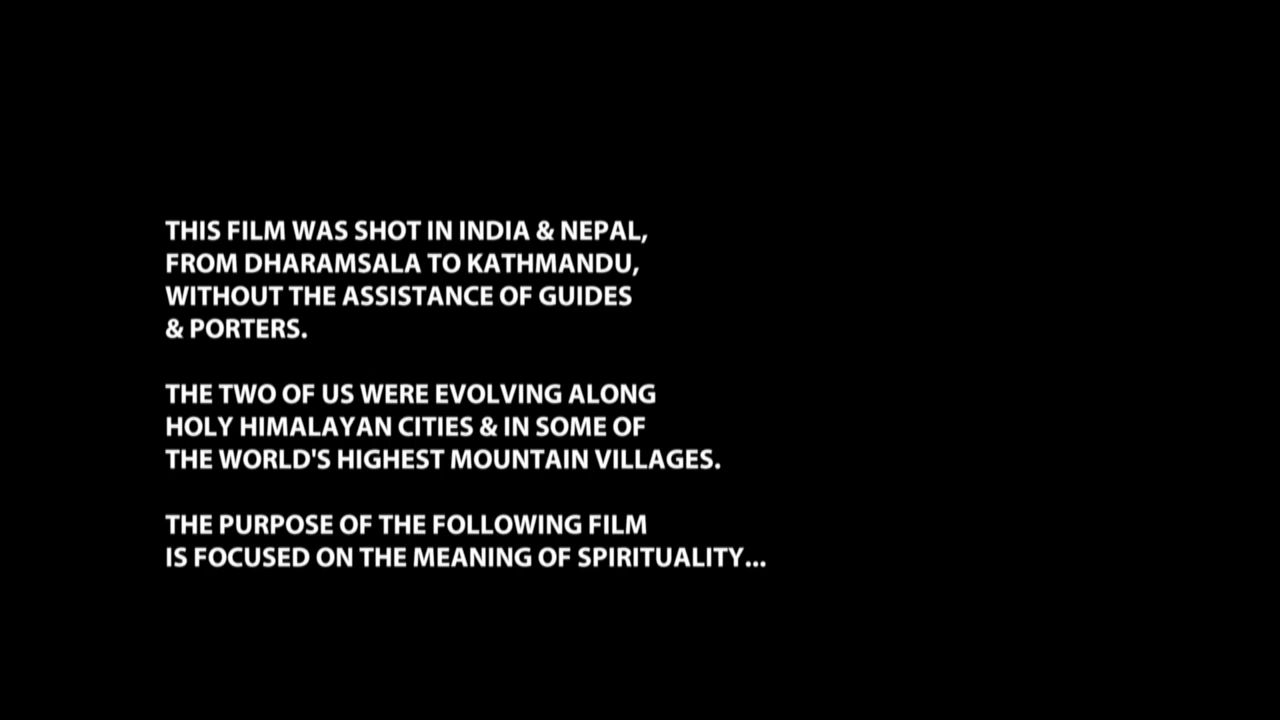 THIS FILM WAS SHOT IN INDIA & NEPAL,
FROM DHARAMSALA TO KATHMANDU,
WITHOUT THE ASSISTANCE OF GUIDES
& PORTERS.
THE TWO OF US WERE EVOLVING ALONG
HOLY HIMALAYAN CITIES & IN SOME OF
THE WORLD'S HIGHEST MOUNTAIN VILLAGES.
THE PURPOSE OF THE FOLLOWING FILM
IS FOCUSED ON THE MEANING OF SPIRITUALITY...